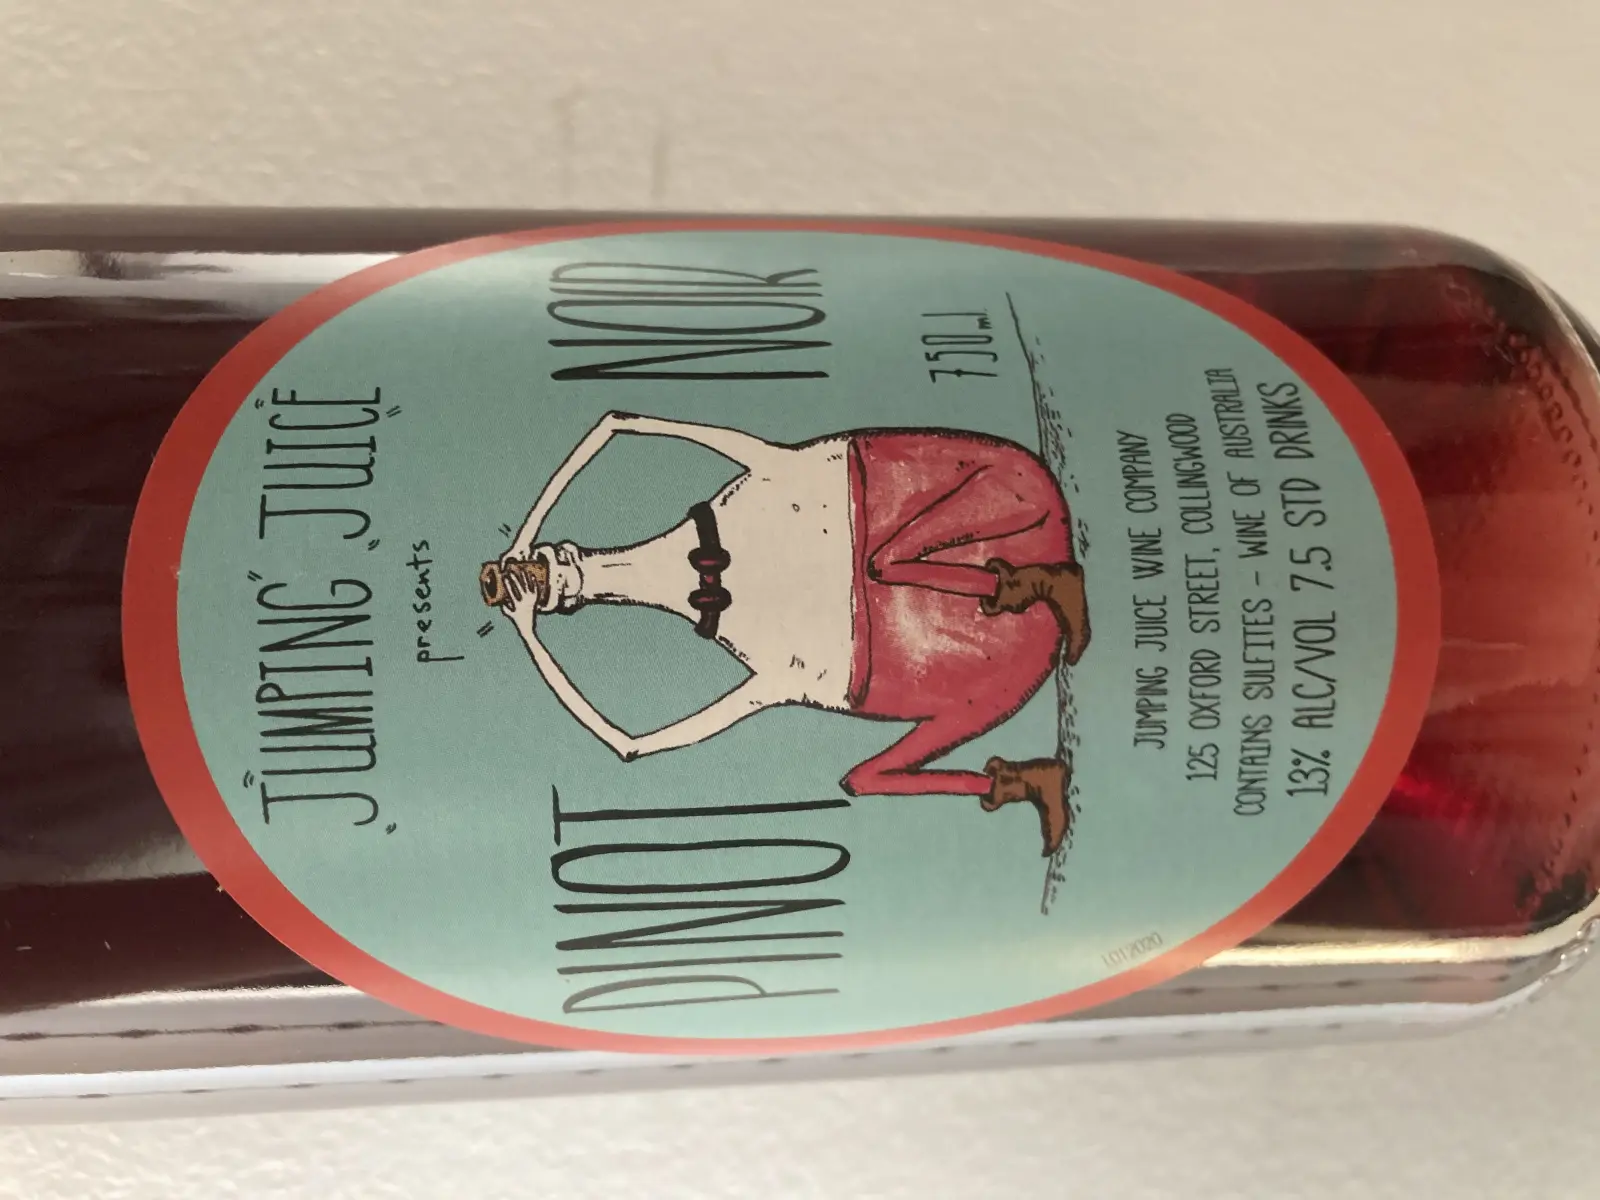 JUMPING JUICE
presents
PINOT NOIR
750ml
JUMPING JUICE WINE COMPANY
125 OXFORD STREET, COLLINGWOOD
CONTAINS SULFITES - WINE OF AUSTRALIA
13% ALC/VOL 7.5 STD DRINKS
L012020